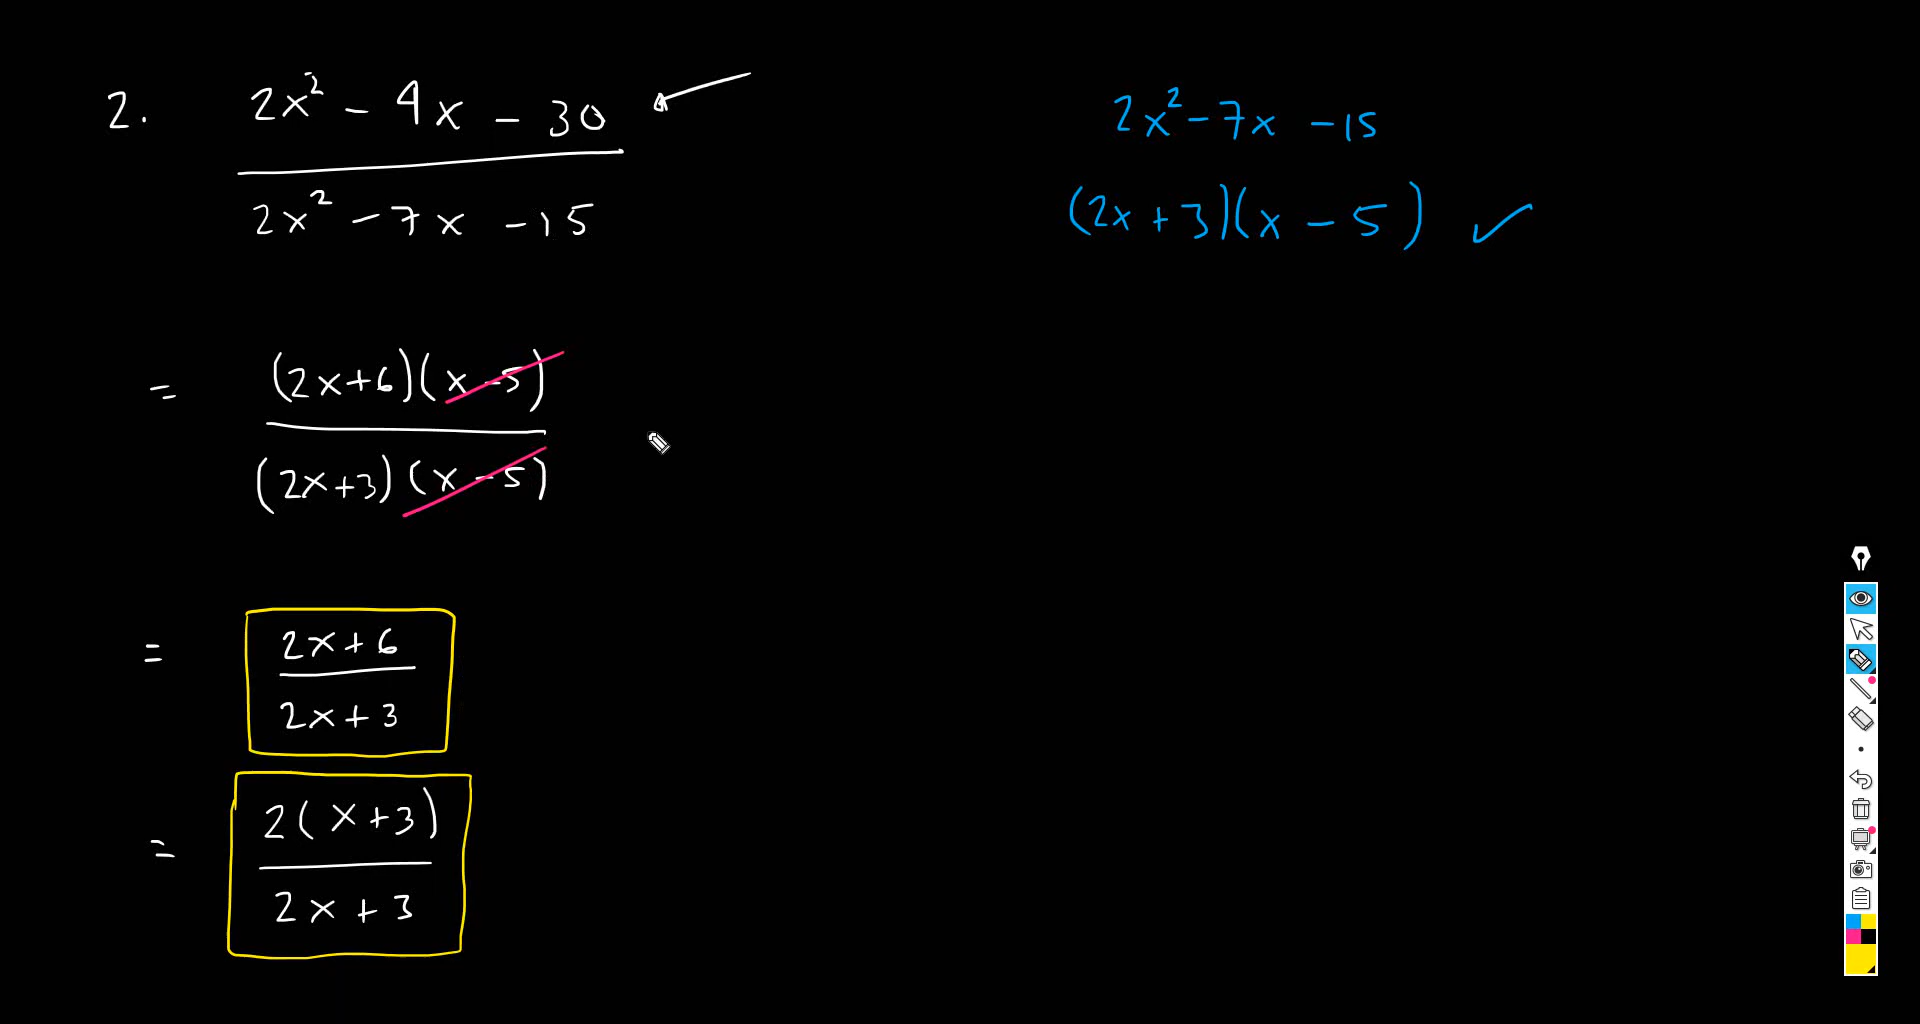 2. 2x² - 4x - 30
2x² - 7x - 15
= (2x+6)(x-5)
(2x+3)(x-5)
= 2x+6
2x+3
= 2(x+3)
2x+3
2x² - 7x - 15
(2x+3)(x-5) ✓